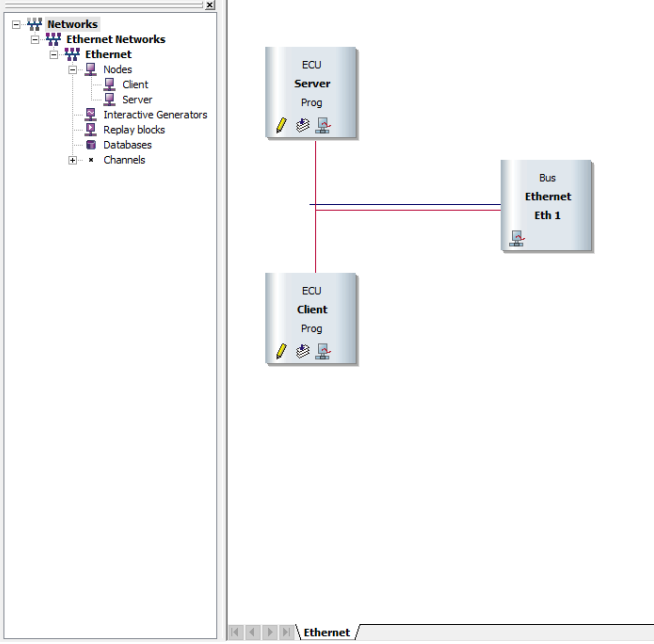 Networks
Ethernet Networks
Ethernet
Nodes
Client
Server
Interactive Generators
Replay blocks
Databases
Channels
ECU
Server
Prog
Bus
Ethernet
Eth 1
ECU
Client
Prog
Ethernet